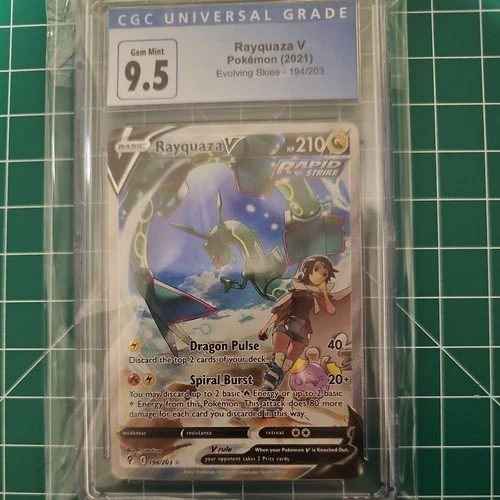 CGC UNIVERSAL GRADE
Gem Mint
9.5
Rayquaza V
Pokémon (2021)
Evolving Skies - 194/203
BASIC
Rayquaza V
HP 210
RAPID
STRIKE
Dragon Pulse 40
Discard the top 2 cards of your deck.
Spiral Burst 20+
You may discard up to 2 basic Energy or up to 2 basic
Energy from this Pokémon. This attack does 80 more
damage for each card you discarded in this way.
weakness
resistance
retreat
V rule
When your Pokémon V is Knocked Out,
your opponent takes 2 Prize cards.
194/203